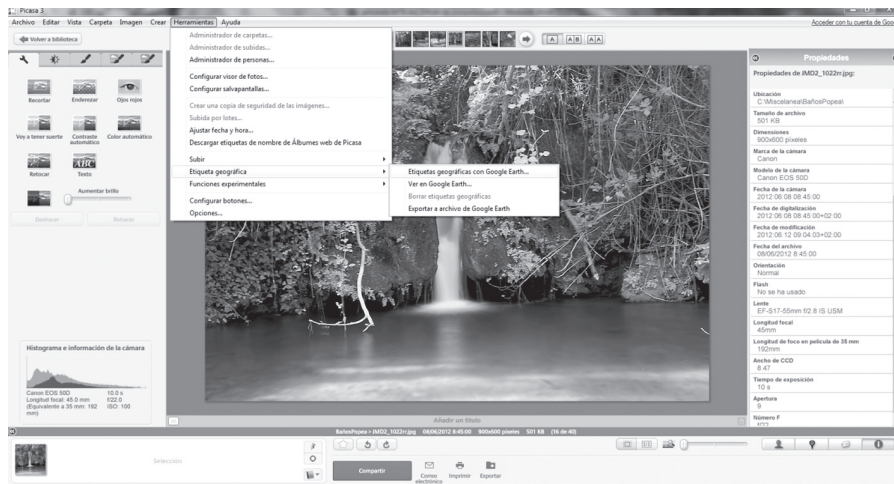 Picasa 3
Archivo Editar Vista Carpeta Imagen Crear Herramientas Ayuda
Acceder con tu cuenta de Goo
Volver a biblioteca
A AB AA
Recortar Enderezar Ojos rojos
Voy a tener suerte Contraste automático Color automático
Retocar Texto
ABC
Aumentar brillo
Deshacer Rehacer
Administrador de carpetas...
Administrador de subidas...
Administrador de personas...
Configurar visor de fotos...
Configurar salvapantallas...
Crear una copia de seguridad de las imágenes...
Subida por lotes...
Ajustar fecha y hora...
Descargar etiquetas de nombre de Álbumes web de Picasa
Subir
Etiqueta geográfica
Funciones experimentales
Configurar botones...
Opciones...
Etiquetas geográficas con Google Earth...
Ver en Google Earth...
Borrar etiquetas geográficas
Exportar a archivo de Google Earth
Propiedades
Propiedades de JMD2_1022rr.jpg:
Ubicación
C:\Miscelanea\BañosPopea\
Tamaño de archivo
501 KB
Dimensiones
900x600 píxeles
Marca de la cámara
Canon
Modelo de la cámara
Canon EOS 50D
Fecha de la cámara
2012:06:08 08:45:00
Fecha de digitalización
2012:06:08 08:45:00+02:00
Fecha de modificación
2012:06:12 09:04:03+02:00
Fecha del archivo
08/06/2012 8:45:00
Orientación
Normal
Flash
No se ha usado
Lente
EF-S17-55mm f/2.8 IS USM
Longitud focal
45mm
Longitud de foco en película de 35 mm
192mm
Ancho de CCD
8.47
Tiempo de exposición
10 s
Apertura
9
Número F
f/22
Histograma e información de la cámara
Canon EOS 50D 10.0 s
Longitud focal: 45.0 mm f/22.0
(Equivalente a 35 mm: 192 ISO: 100
mm)
Añadir un título
BañosPopea > JMD2_1022rr.jpg 08/06/2012 8:45:00 900x600 píxeles 501 KB (16 de 40)
Selección
Compartir
Correo electrónico Imprimir Exportar